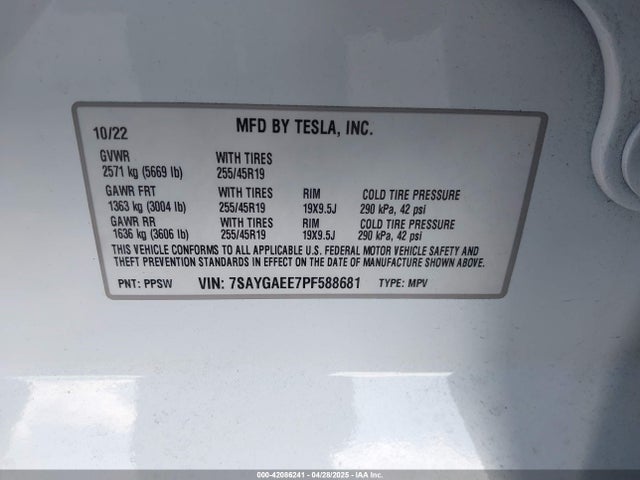 10/22 MFD BY TESLA, INC.
GVWR WITH TIRES
2571 kg (5669 lb) 255/45R19
GAWR FRT WITH TIRES RIM COLD TIRE PRESSURE
1363 kg (3004 lb) 255/45R19 19X9.5J 290 kPa, 42 psi
GAWR RR WITH TIRES RIM COLD TIRE PRESSURE
1636 kg (3606 lb) 255/45R19 19X9.5J 290 kPa, 42 psi
THIS VEHICLE CONFORMS TO ALL APPLICABLE U.S. FEDERAL MOTOR VEHICLE SAFETY AND
THEFT PREVENTION STANDARDS IN EFFECT ON THE DATE OF MANUFACTURE SHOWN ABOVE.
PNT: PPSW VIN: 7SAYGAEE7PF588681 TYPE: MPV
000-42086241 - 04/28/2025 - IAA Inc.